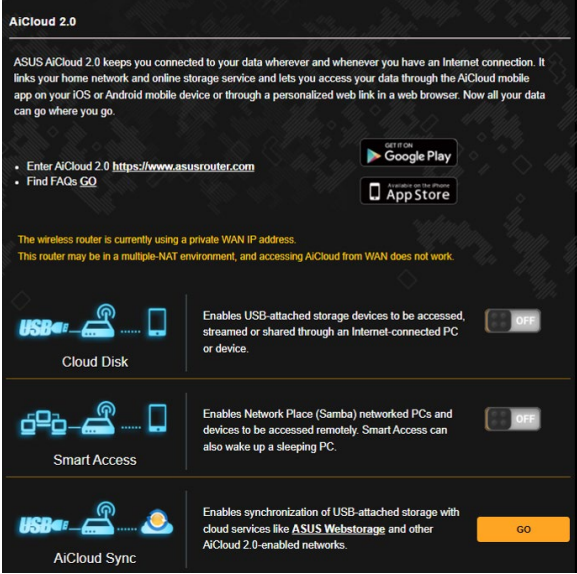 AiCloud 2.0
ASUS AiCloud 2.0 keeps you connected to your data wherever and whenever you have an Internet connection. It
links your home network and online storage service and lets you access your data through the AiCloud mobile
app on your iOS or Android mobile device or through a personalized web link in a web browser. Now all your data
can go where you go.
GET IT ON
Google Play
Enter AiCloud 2.0 https://www.asusrouter.com
Find FAQs GO
Available on the iPhone
App Store
The wireless router is currently using a private WAN IP address.
This router may be in a multiple-NAT environment, and accessing AiCloud from WAN does not work.
USB
Cloud Disk
Enables USB-attached storage devices to be accessed,
streamed or shared through an Internet-connected PC
or device.
OFF
Smart Access
Enables Network Place (Samba) networked PCs and
devices to be accessed remotely. Smart Access can
also wake up a sleeping PC.
OFF
USB
AiCloud Sync
Enables synchronization of USB-attached storage with
cloud services like ASUS Webstorage and other
AiCloud 2.0-enabled networks.
GO